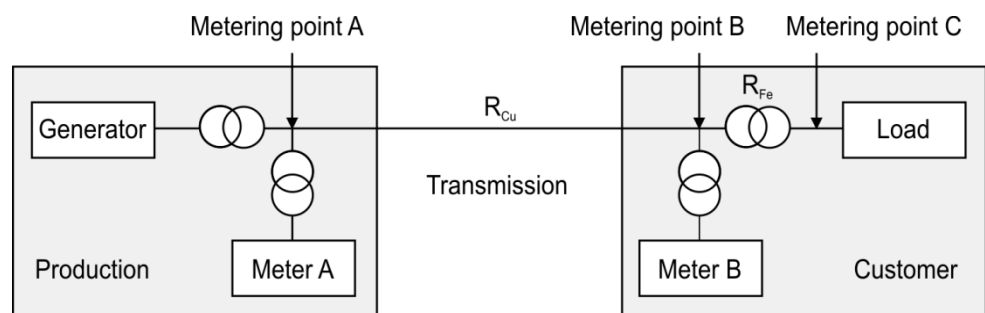 Metering point A
Metering point B
Metering point C
Generator
R_Cu
R_Fe
Load
Transmission
Production
Meter A
Meter B
Customer